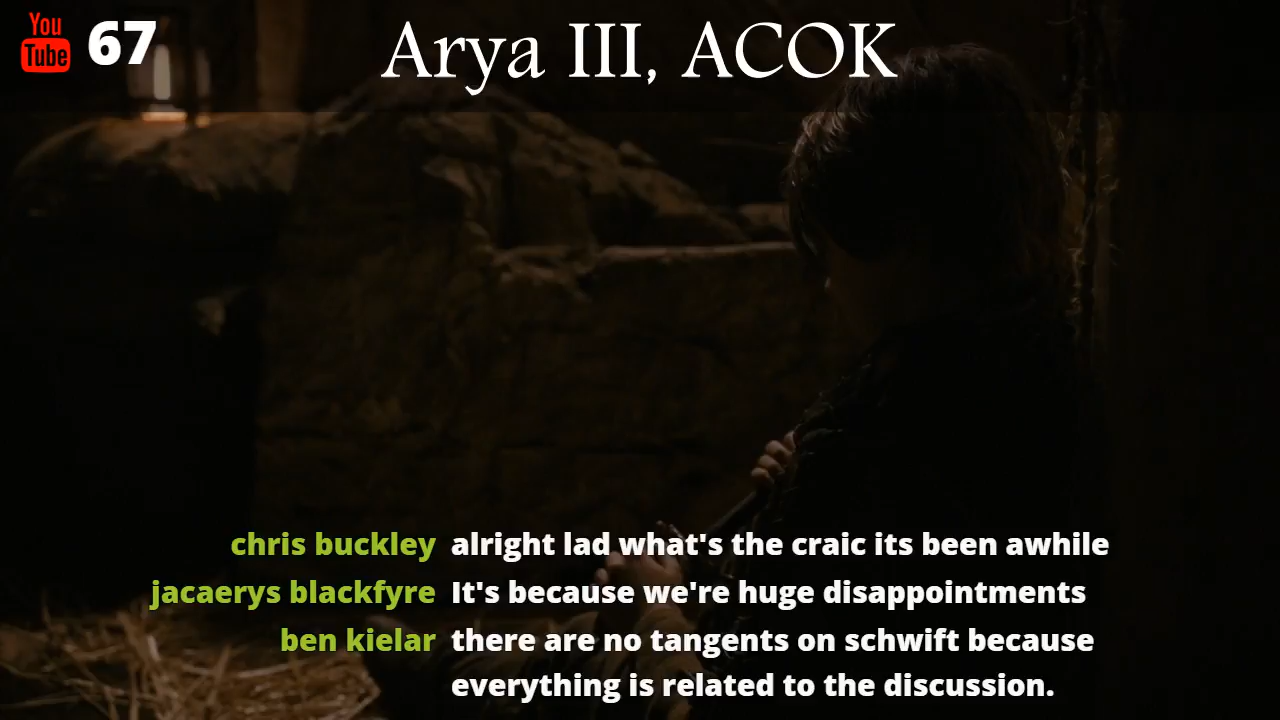 You
Tube
67
Arya III, ACOK
chris buckley alright lad what's the craic its been awhile
jacaerys blackfyre It's because we're huge disappointments
ben kielar there are no tangents on schwift because
everything is related to the discussion.